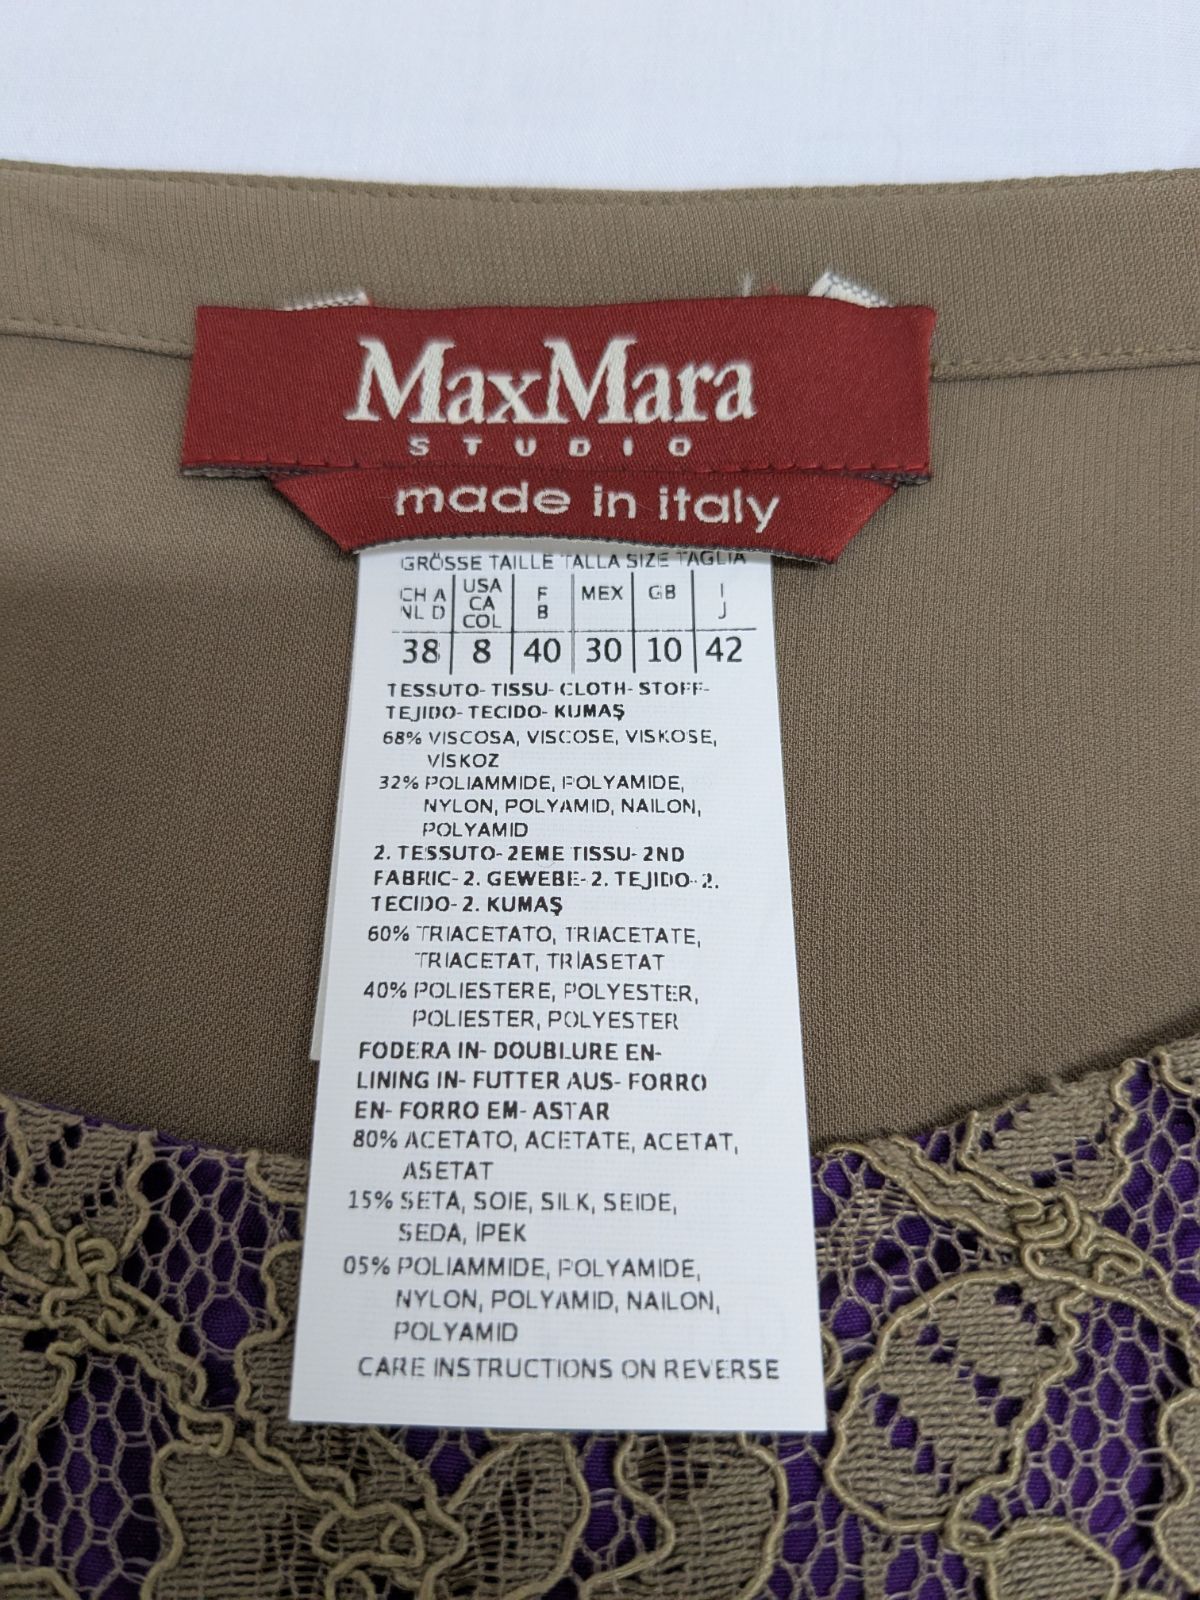 MaxMara
STUDIO
made in italy
GRÖSSE TAILLE TALLA SIZE TAGLIA
CH A NL D | USA CA COL | F B | MEX | GB | I J
38 | 8 | 40 | 30 | 10 | 42
TESSUTO- TISSU- CLOTH- STOFF-
TEJIDO- TECIDO- KUMAŞ
68% VISCOSA, VISCOSE, VISKOSE,
VİSKOZ
32% POLIAMMIDE, POLYAMIDE,
NYLON, POLYAMID, NAILON,
POLYAMID
2. TESSUTO- 2EME TISSU- 2ND
FABRIC- 2. GEWEBE- 2. TEJIDO- 2.
TECIDO- 2. KUMAŞ
60% TRIACETATO, TRIACETATE,
TRIACETAT, TRİASETAT
40% POLIESTERE, POLYESTER,
POLIESTER, POLYESTER
FODERA IN- DOUBLURE EN-
LINING IN- FUTTER AUS- FORRO
EN- FORRO EM- ASTAR
80% ACETATO, ACETATE, ACETAT,
ASETAT
15% SETA, SOIE, SILK, SEIDE,
SEDA, İPEK
05% POLIAMMIDE, POLYAMIDE,
NYLON, POLYAMID, NAILON,
POLYAMID
CARE INSTRUCTIONS ON REVERSE